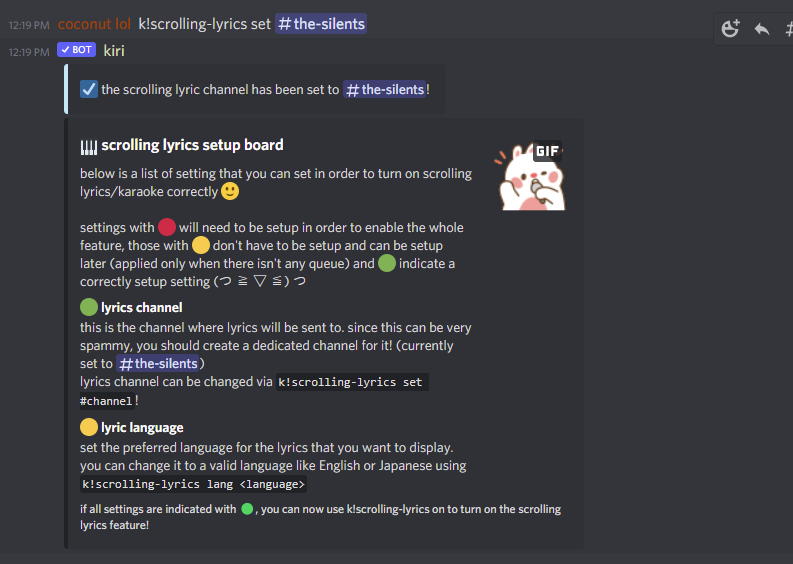 12:19 PM coconut lol k!scrolling-lyrics set #the-silents
12:19 PM ✓ BOT kiri
the scrolling lyric channel has been set to #the-silents!
scrolling lyrics setup board
GIF
below is a list of setting that you can set in order to turn on scrolling
lyrics/karaoke correctly 🙂
settings with 🔴 will need to be setup in order to enable the whole
feature, those with 🟡 don't have to be setup and can be setup
later (applied only when there isn't any queue) and 🟢 indicate a
correctly setup setting (つ ≧ ▽ ≦) つ
🟢 lyrics channel
this is the channel where lyrics will be sent to. since this can be very
spammy, you should create a dedicated channel for it! (currently
set to #the-silents)
lyrics channel can be changed via k!scrolling-lyrics set
#channel!
🟡 lyric language
set the preferred language for the lyrics that you want to display.
you can change it to a valid language like English or Japanese using
k!scrolling-lyrics lang <language>
if all settings are indicated with 🟢, you can now use k!scrolling-lyrics on to turn on the scrolling
lyrics feature!